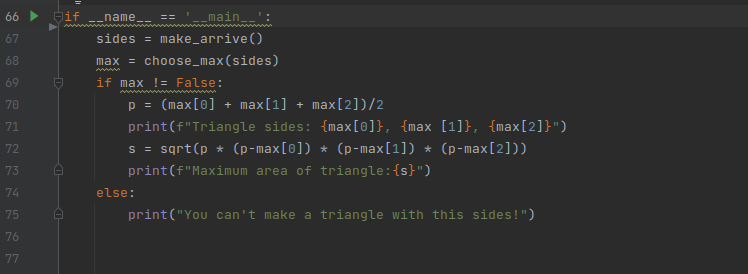 66 if __name__ == '__main__':
67 sides = make_arrive()
68 max = choose_max(sides)
69 if max != False:
70 p = (max[0] + max[1] + max[2])/2
71 print(f"Triangle sides: {max[0]}, {max [1]}, {max[2]}")
72 s = sqrt(p * (p-max[0]) * (p-max[1]) * (p-max[2]))
73 print(f"Maximum area of triangle:{s}")
74 else:
75 print("You can't make a triangle with this sides!")
76
77